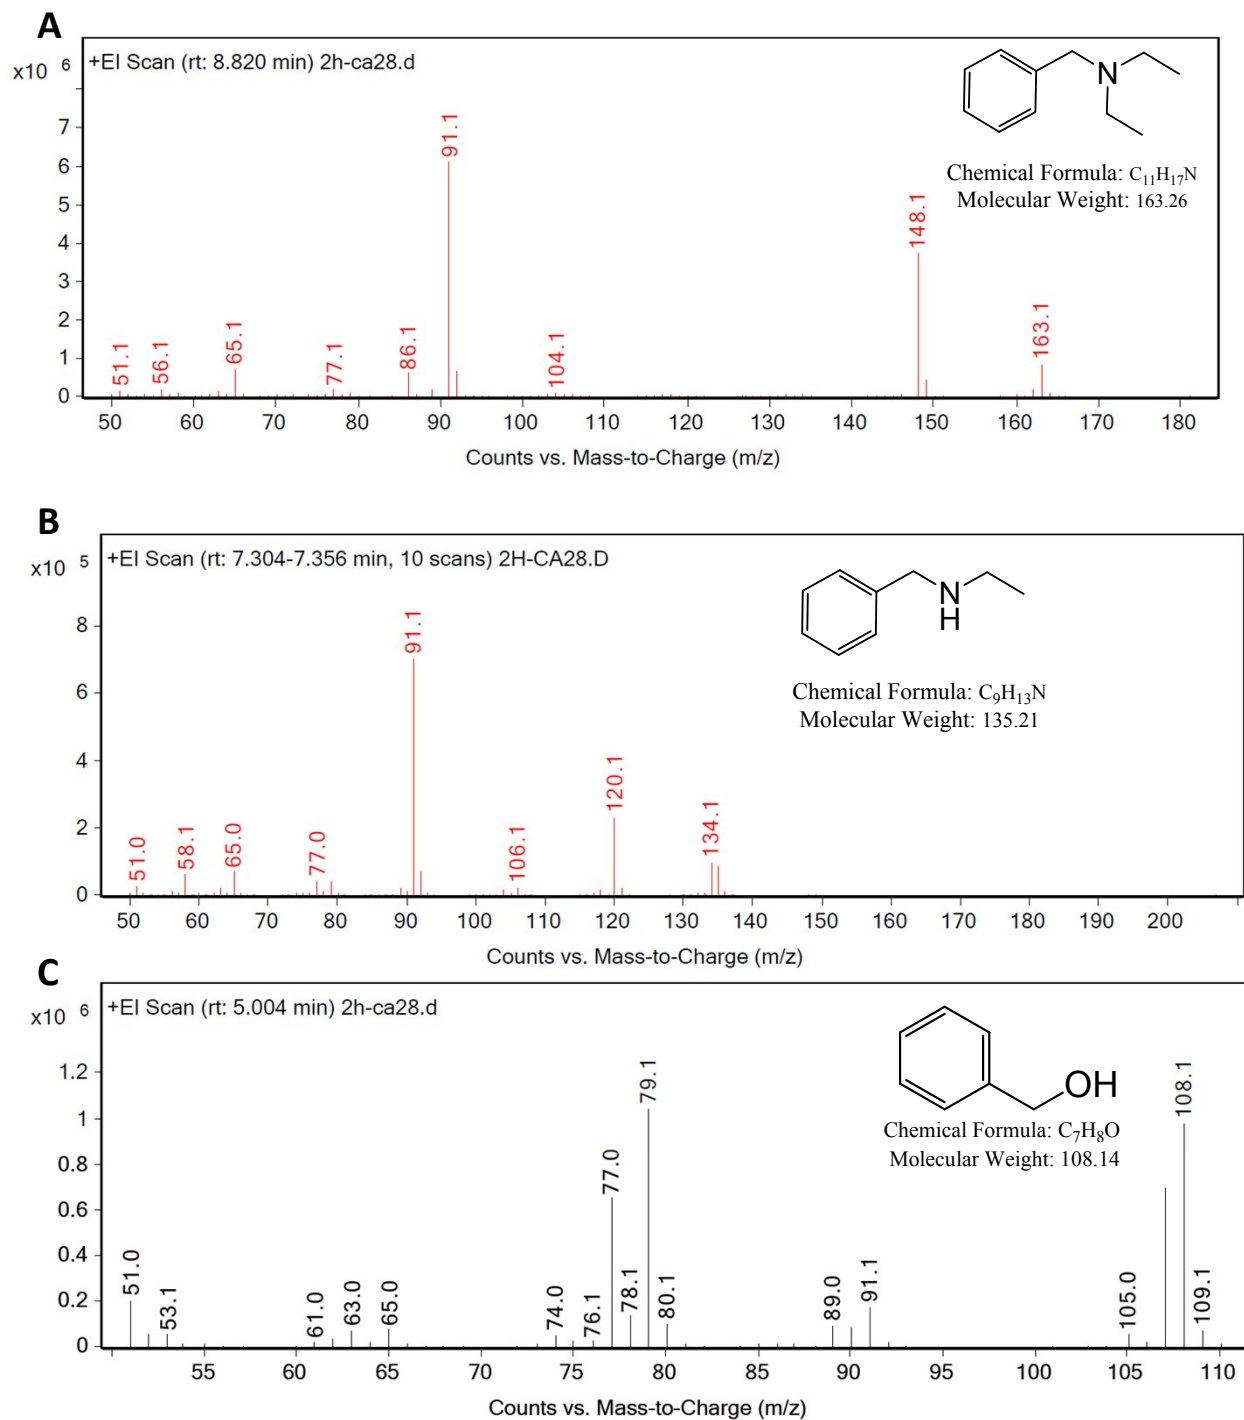 A
+EI Scan (rt: 8.820 min) 2h-ca28.d
x10 6
7
6
5
4
3
2
1
0
51.1
56.1
65.1
77.1
86.1
91.1
104.1
148.1
163.1
N
Chemical Formula: C₁₁H₁₇N
Molecular Weight: 163.26
50 60 70 80 90 100 110 120 130 140 150 160 170 180
Counts vs. Mass-to-Charge (m/z)
B
+EI Scan (rt: 7.304-7.356 min, 10 scans) 2H-CA28.D
x10 5
8
6
4
2
0
51.0
58.1
65.0
77.0
91.1
106.1
120.1
134.1
N
H
Chemical Formula: C₉H₁₃N
Molecular Weight: 135.21
50 60 70 80 90 100 110 120 130 140 150 160 170 180 190 200
Counts vs. Mass-to-Charge (m/z)
C
+EI Scan (rt: 5.004 min) 2h-ca28.d
x10 6
1.2
1
0.8
0.6
0.4
0.2
0
51.0
53.1
61.0
63.0
65.0
74.0
76.1
77.0
78.1
79.1
80.1
89.0
91.1
105.0
108.1
109.1
OH
Chemical Formula: C₇H₈O
Molecular Weight: 108.14
55 60 65 70 75 80 85 90 95 100 105 110
Counts vs. Mass-to-Charge (m/z)